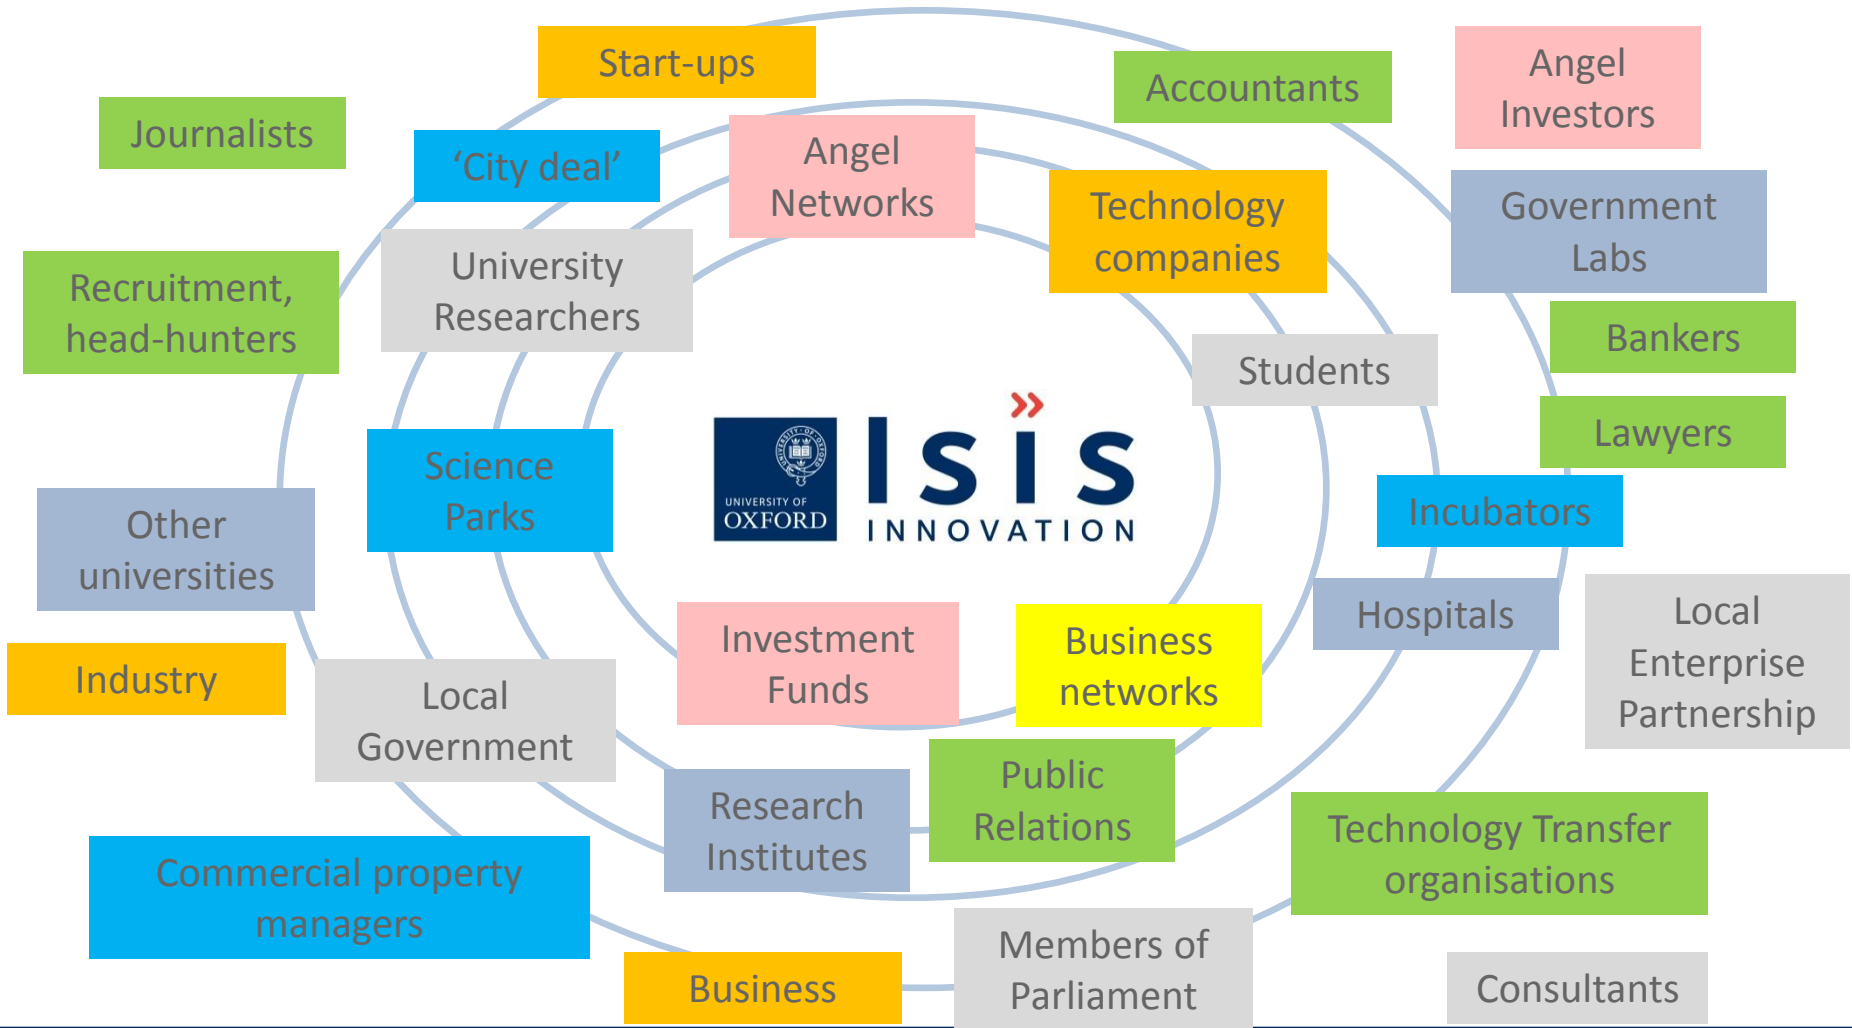 Start-ups
Accountants
Angel
Investors
Journalists
‘City deal’
Angel
Networks
Technology
companies
Government
Labs
University
Researchers
Recruitment,
head-hunters
Bankers
Students
Lawyers
Science
Parks
UNIVERSITY OF
OXFORD
Isis
INNOVATION
Incubators
Other
universities
Hospitals
Local
Enterprise
Partnership
Investment
Funds
Business
networks
Industry
Local
Government
Public
Relations
Research
Institutes
Technology Transfer
organisations
Commercial property
managers
Members of
Parliament
Business
Consultants